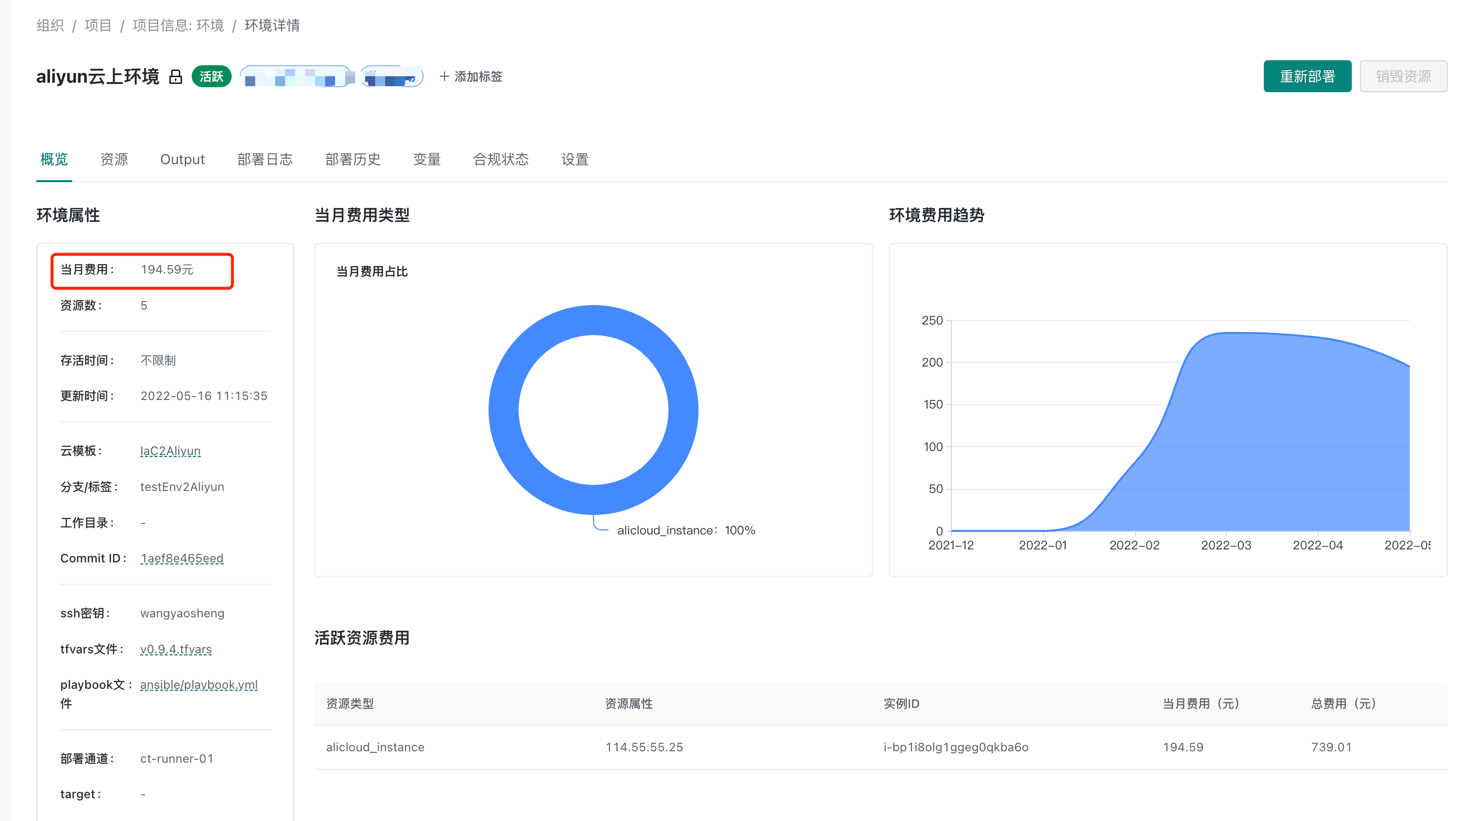 组织 / 项目 / 项目信息: 环境 / 环境详情
aliyun云上环境 活跃 + 添加标签
重新部署 销毁资源
概览 资源 Output 部署日志 部署历史 变量 合规状态 设置
环境属性
当月费用： 194.59元
资源数： 5
存活时间： 不限制
更新时间： 2022-05-16 11:15:35
云模板： IaC2Aliyun
分支/标签： testEnv2Aliyun
工作目录： -
Commit ID： 1aef8e465eed
ssh密钥： wangyaosheng
tfvars文件： v0.9.4.tfvars
playbook文件： ansible/playbook.yml
部署通道： ct-runner-01
target： -
当月费用类型
当月费用占比
alicloud_instance：100%
环境费用趋势
250
200
150
100
50
0
2021-12 2022-01 2022-02 2022-03 2022-04 2022-05
活跃资源费用
资源类型 资源属性 实例ID 当月费用（元） 总费用（元）
alicloud_instance 114.55.55.25 i-bp1i8olg1ggeg0qkba6o 194.59 739.01